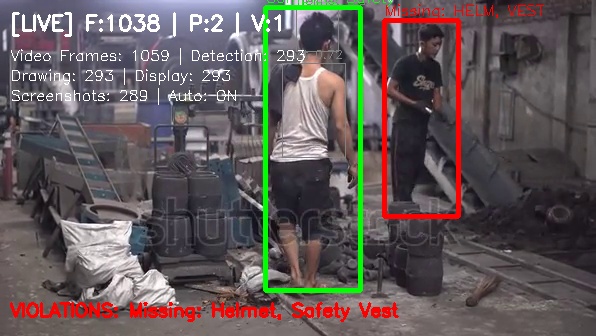 [LIVE] F:1038 | P:2 | V:1
Missing: HELM, VEST
Video Frames: 1059 | Detection: 293
Drawing: 293 | Display: 293
Screenshots: 289 | Auto: ON
shutterstock
VIOLATIONS: Missing: Helmet, Safety Vest